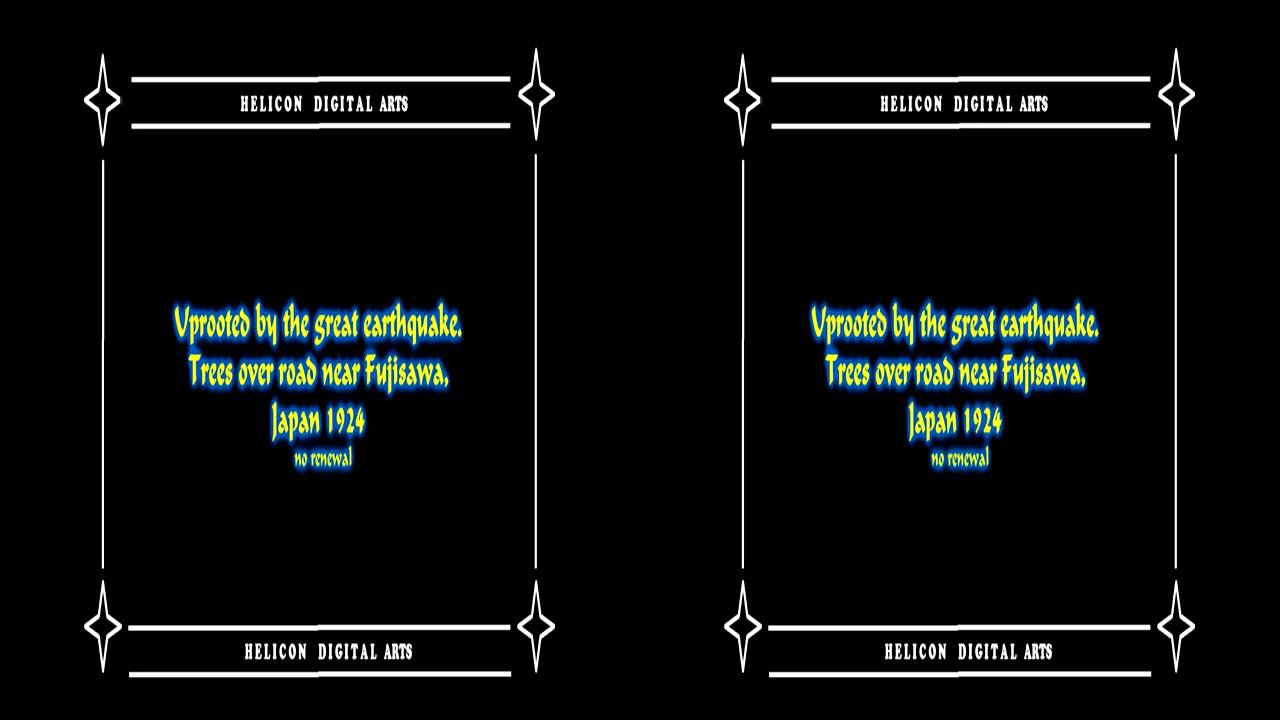 HELICON DIGITAL ARTS
Uprooted by the great earthquake.
Trees over road near Fujisawa,
Japan 1924
no renewal
HELICON DIGITAL ARTS
HELICON DIGITAL ARTS
Uprooted by the great earthquake.
Trees over road near Fujisawa,
Japan 1924
no renewal
HELICON DIGITAL ARTS